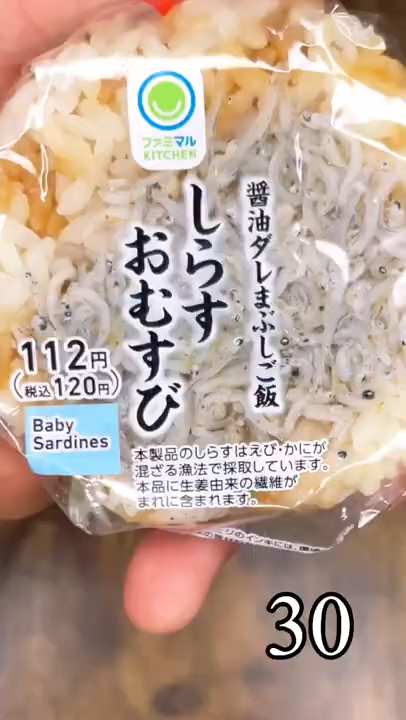 ファミマル
KITCHEN
醤油ダレまぶしご飯
しらす
おむすび
112円
(税込120円)
Baby
Sardines
本製品のしらすはえび・かにが
混ざる漁法で採取しています。
本品に生姜由来の繊維が
まれに含まれます。
30